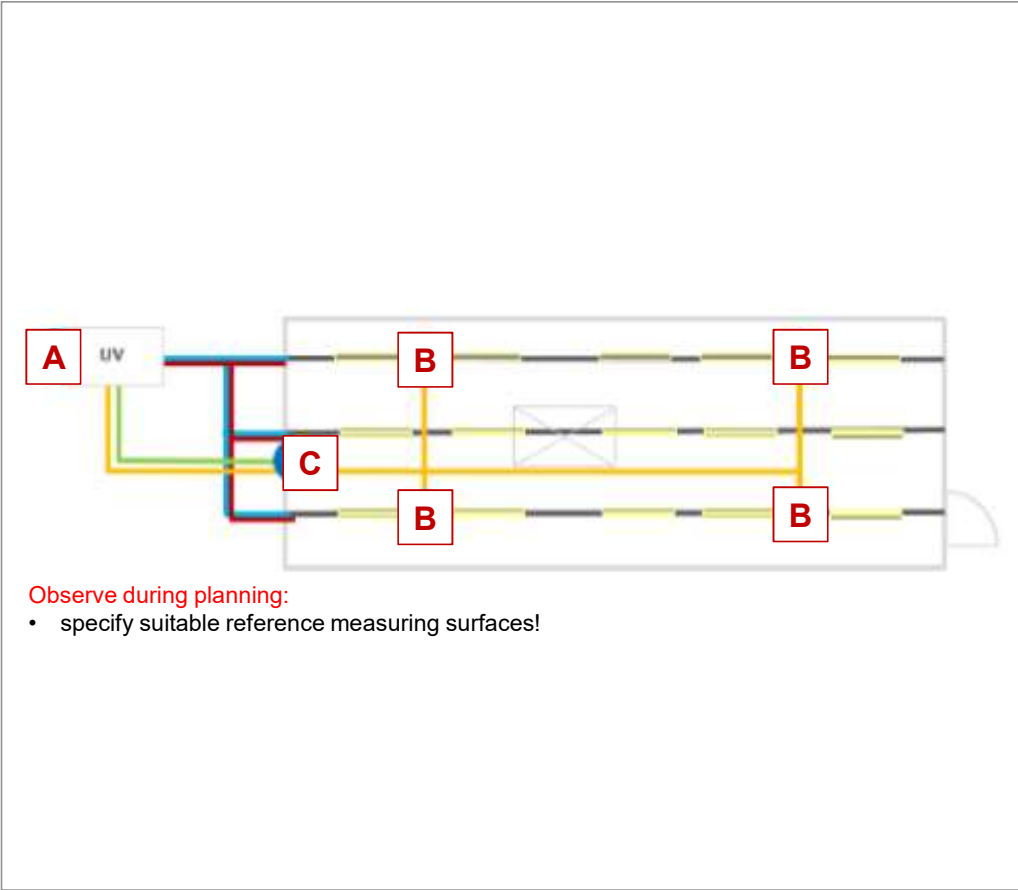 B
B
A
UV
C
B
B
Observe during planning:
• specify suitable reference measuring surfaces!